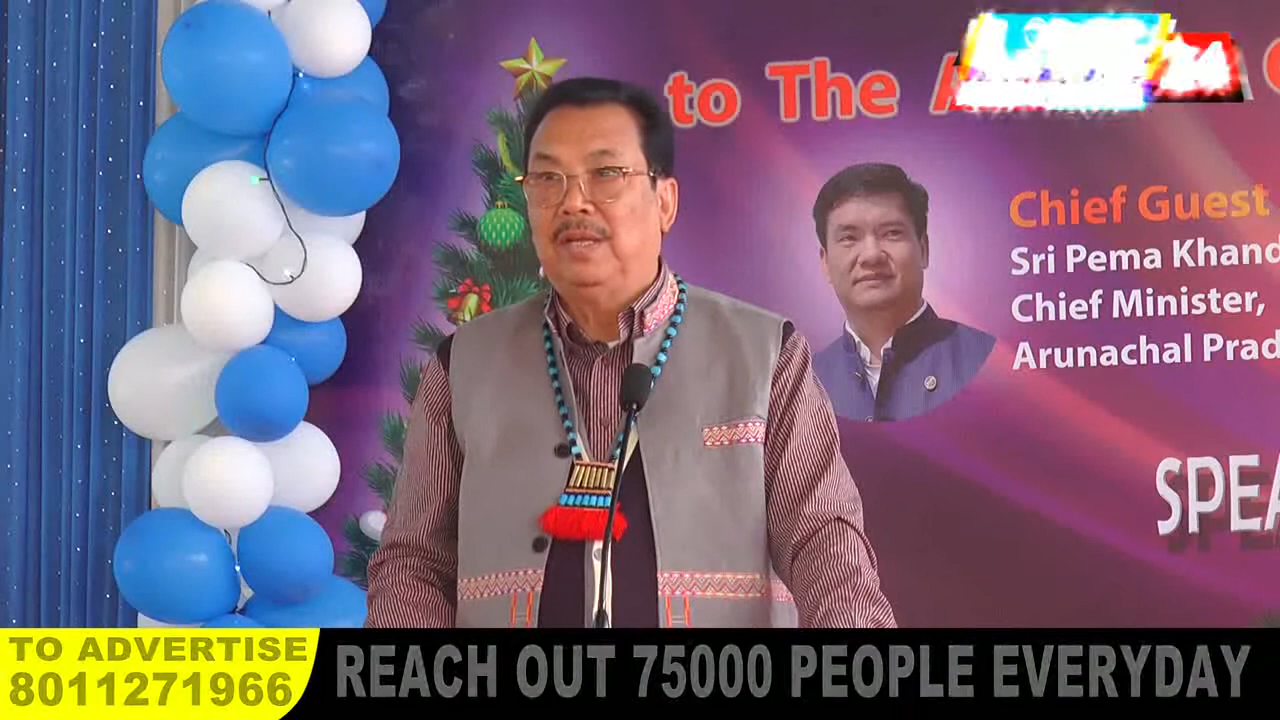 to The
Chief Guest
Sri Pema Khand
Chief Minister,
Arunachal Prad
SPEA
TO ADVERTISE
8011271966
REACH OUT 75000 PEOPLE EVERYDAY
24